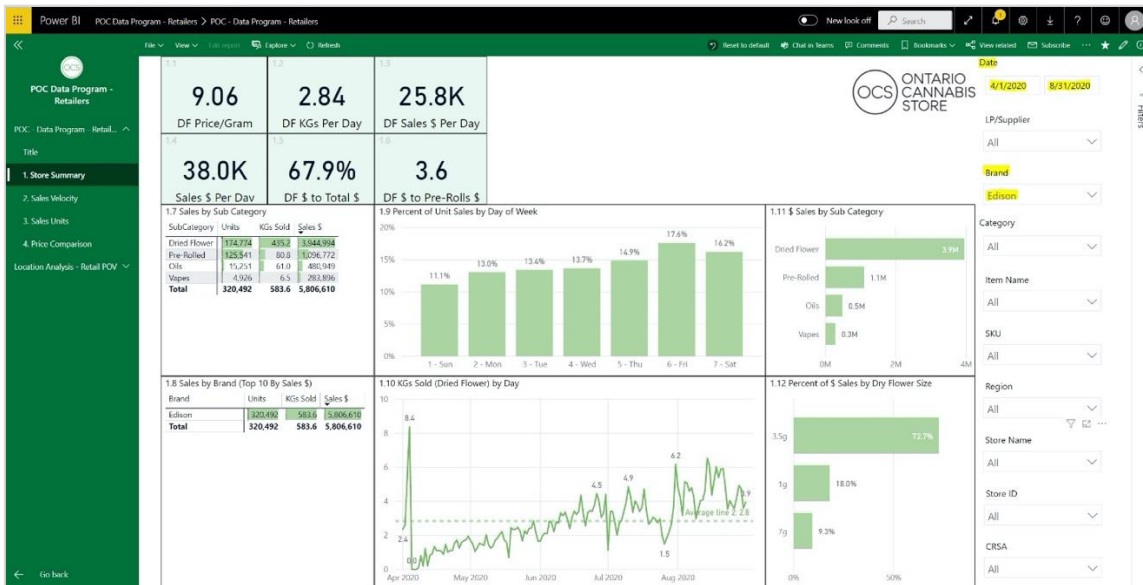 Power BI POC Data Program - Retailers > POC - Data Program - Retailers New look off Search
File View Edit report Explore Refresh Reset to default Chat in Teams Comments Bookmarks View related Subscribe ...
OCS
POC Data Program -
Retailers
POC - Data Program - Retail...
Title
1. Store Summary
2. Sales Velocity
3. Sales Units
4. Price Comparison
Location Analysis - Retail POV
Go back
1.1
9.06
DF Price/Gram
1.2
2.84
DF KGs Per Day
1.3
25.8K
DF Sales $ Per Day
1.4
38.0K
Sales $ Per Day
1.5
67.9%
DF $ to Total $
1.6
3.6
DF $ to Pre-Rolls $
OCS ONTARIO
CANNABIS
STORE
1.7 Sales by Sub Category
SubCategory Units KGs Sold Sales $
Dried Flower 174,774 435.2 3,944,994
Pre-Rolled 125,541 80.8 1,096,772
Oils 15,251 61.0 480,949
Vapes 4,926 6.5 283,896
Total 320,492 583.6 5,806,610
1.9 Percent of Unit Sales by Day of Week
20%
15%
10%
5%
0%
11.1% 13.0% 13.4% 13.7% 14.9% 17.6% 16.2%
1 - Sun 2 - Mon 3 - Tue 4 - Wed 5 - Thu 6 - Fri 7 - Sat
1.11 $ Sales by Sub Category
Dried Flower 3.9M
Pre-Rolled 1.1M
Oils 0.5M
Vapes 0.3M
0M 2M 4M
1.8 Sales by Brand (Top 10 By Sales $)
Brand Units KGs Sold Sales $
Edison 320,492 583.6 5,806,610
Total 320,492 583.6 5,806,610
1.10 KGs Sold (Dried Flower) by Day
10
8
6
4
2
0
8.4
2.4
0.0
4.5
4.9
1.5
6.2
3.9
Average line 2: 2.8
Apr 2020 May 2020 Jun 2020 Jul 2020 Aug 2020
1.12 Percent of $ Sales by Dry Flower Size
3.5g 72.7%
1g 18.0%
7g 9.3%
0% 50%
Date
4/1/2020 8/31/2020
LP/Supplier
All
Brand
Edison
Category
All
Item Name
All
SKU
All
Region
All
Store Name
All
Store ID
All
CRSA
All
Filters